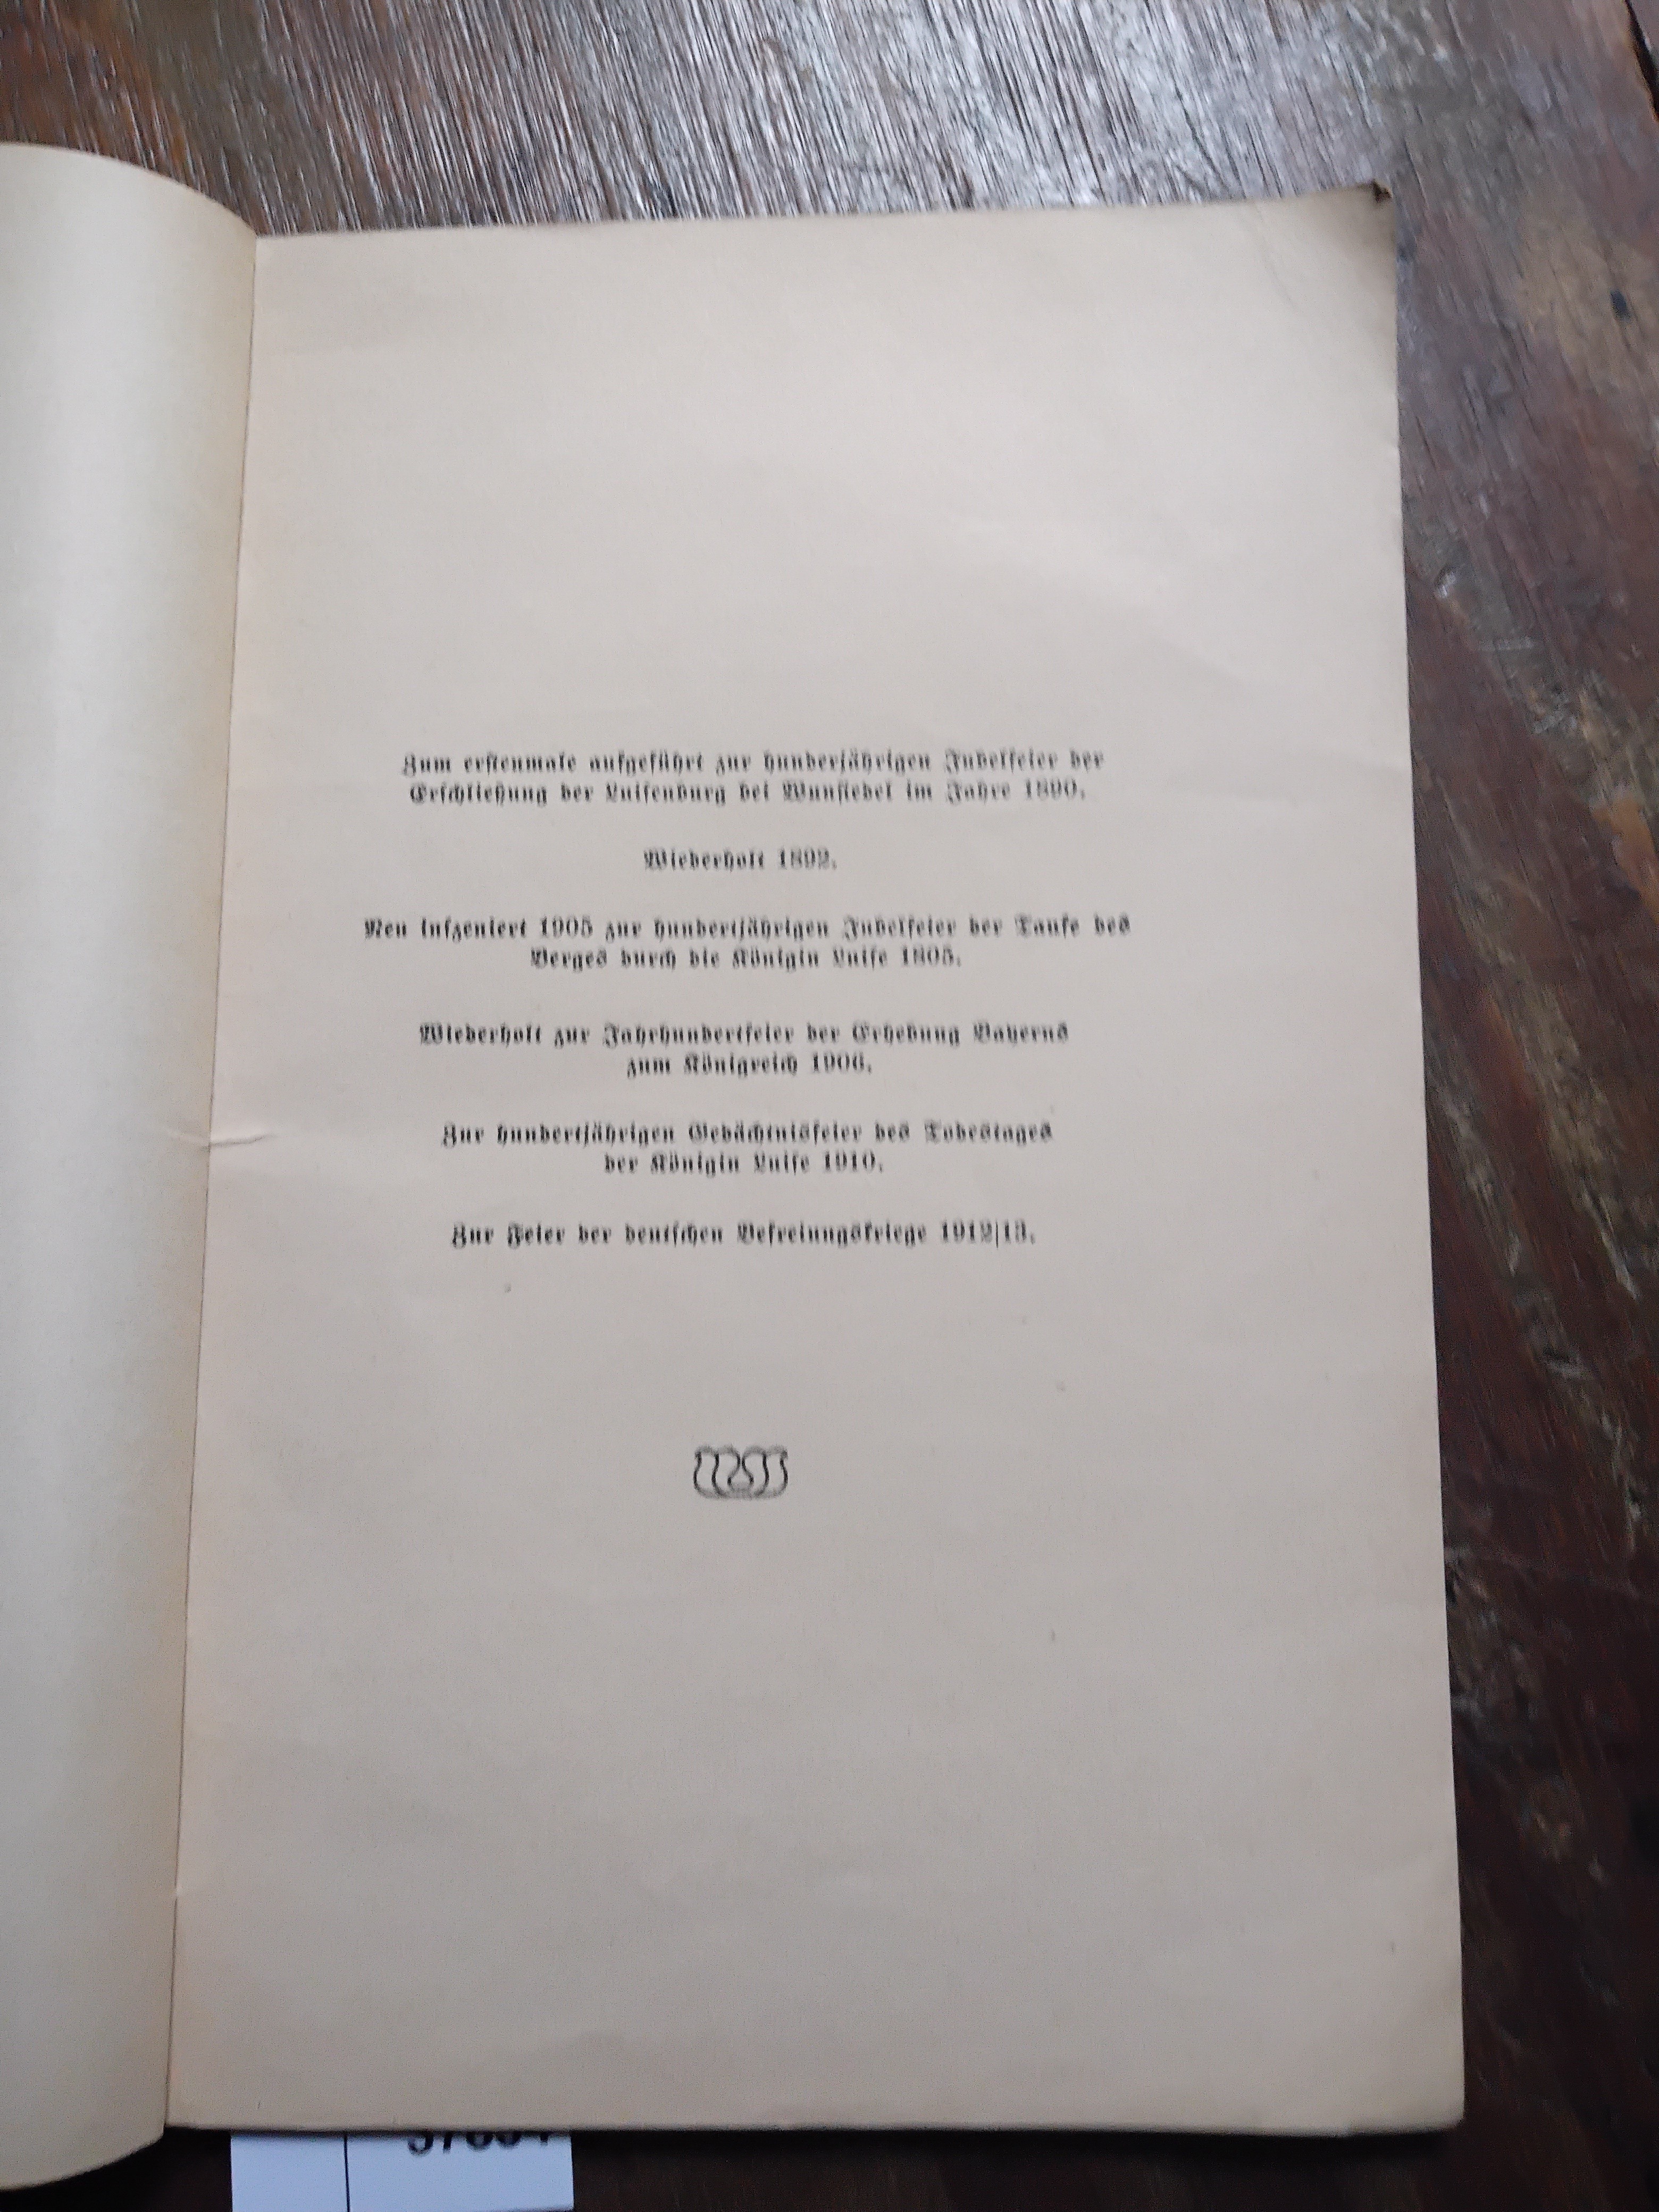 Zum erstenmale aufgeführt zur hunderjährigen Jubelfeier der
Erschließung der Luisenburg bei Wunsiedel im Jahre 1890.
Wiederholt 1892.
Neu inszeniert 1905 zur hundertjährigen Jubelfeier der Taufe des
Berges durch die Königin Luise 1805.
Wiederholt zur Jahrhundertfeier der Erhebung Bayerns
zum Königreich 1906.
Zur hundertjährigen Gedächtnisfeier des Todestages
der Königin Luise 1910.
Zur Feier der deutschen Befreiungskriege 1912|13.